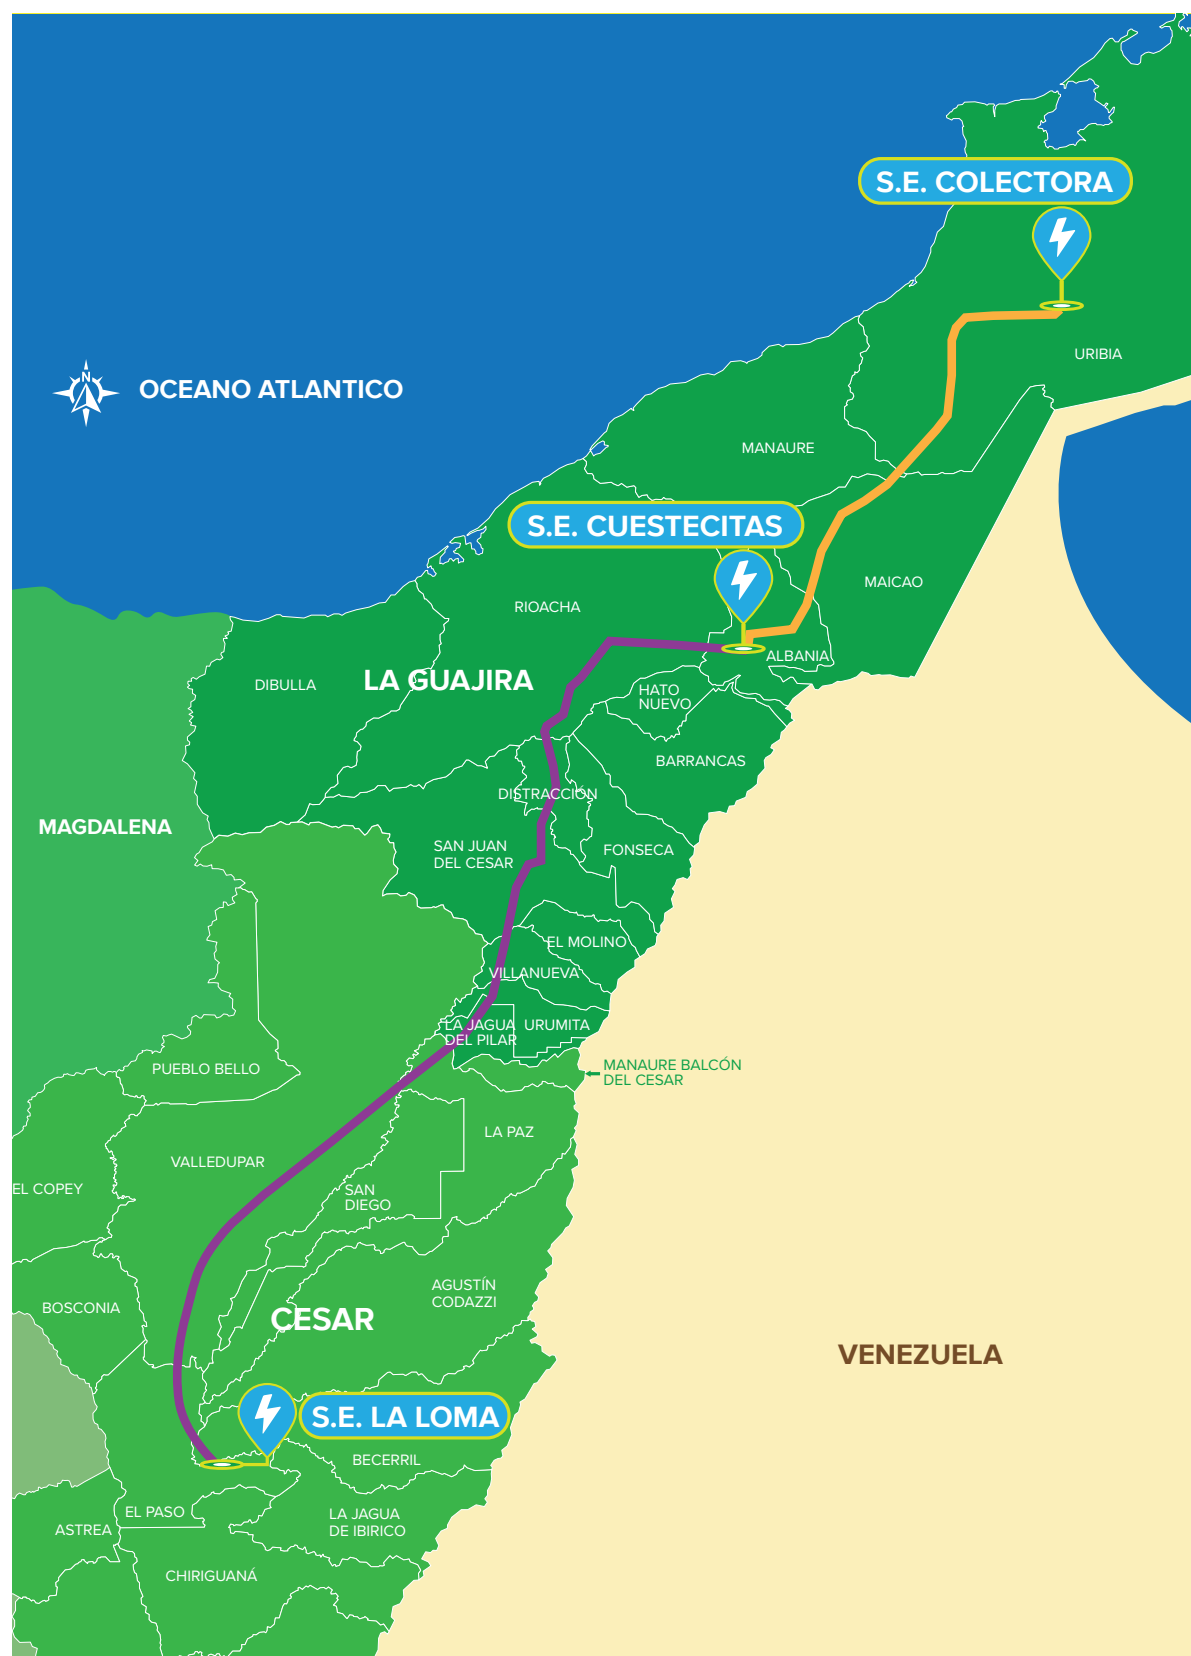 S.E. COLECTORA
URIBIA
N
OCEANO ATLANTICO
MANAURE
S.E. CUESTECITAS
MAICAO
RIOACHA
ALBANIA
LA GUAJIRA
DIBULLA
HATO
NUEVO
BARRANCAS
DISTRACCIÓN
MAGDALENA
SAN JUAN
DEL CESAR
FONSECA
EL MOLINO
VILLANUEVA
LA JAGUA
DEL PILAR
URUMITA
MANAURE BALCÓN
DEL CESAR
PUEBLO BELLO
LA PAZ
VALLEDUPAR
EL COPEY
SAN
DIEGO
AGUSTÍN
CODAZZI
BOSCONIA
CESAR
VENEZUELA
S.E. LA LOMA
BECERRIL
EL PASO
LA JAGUA
DE IBIRICO
ASTREA
CHIRIGUANÁ